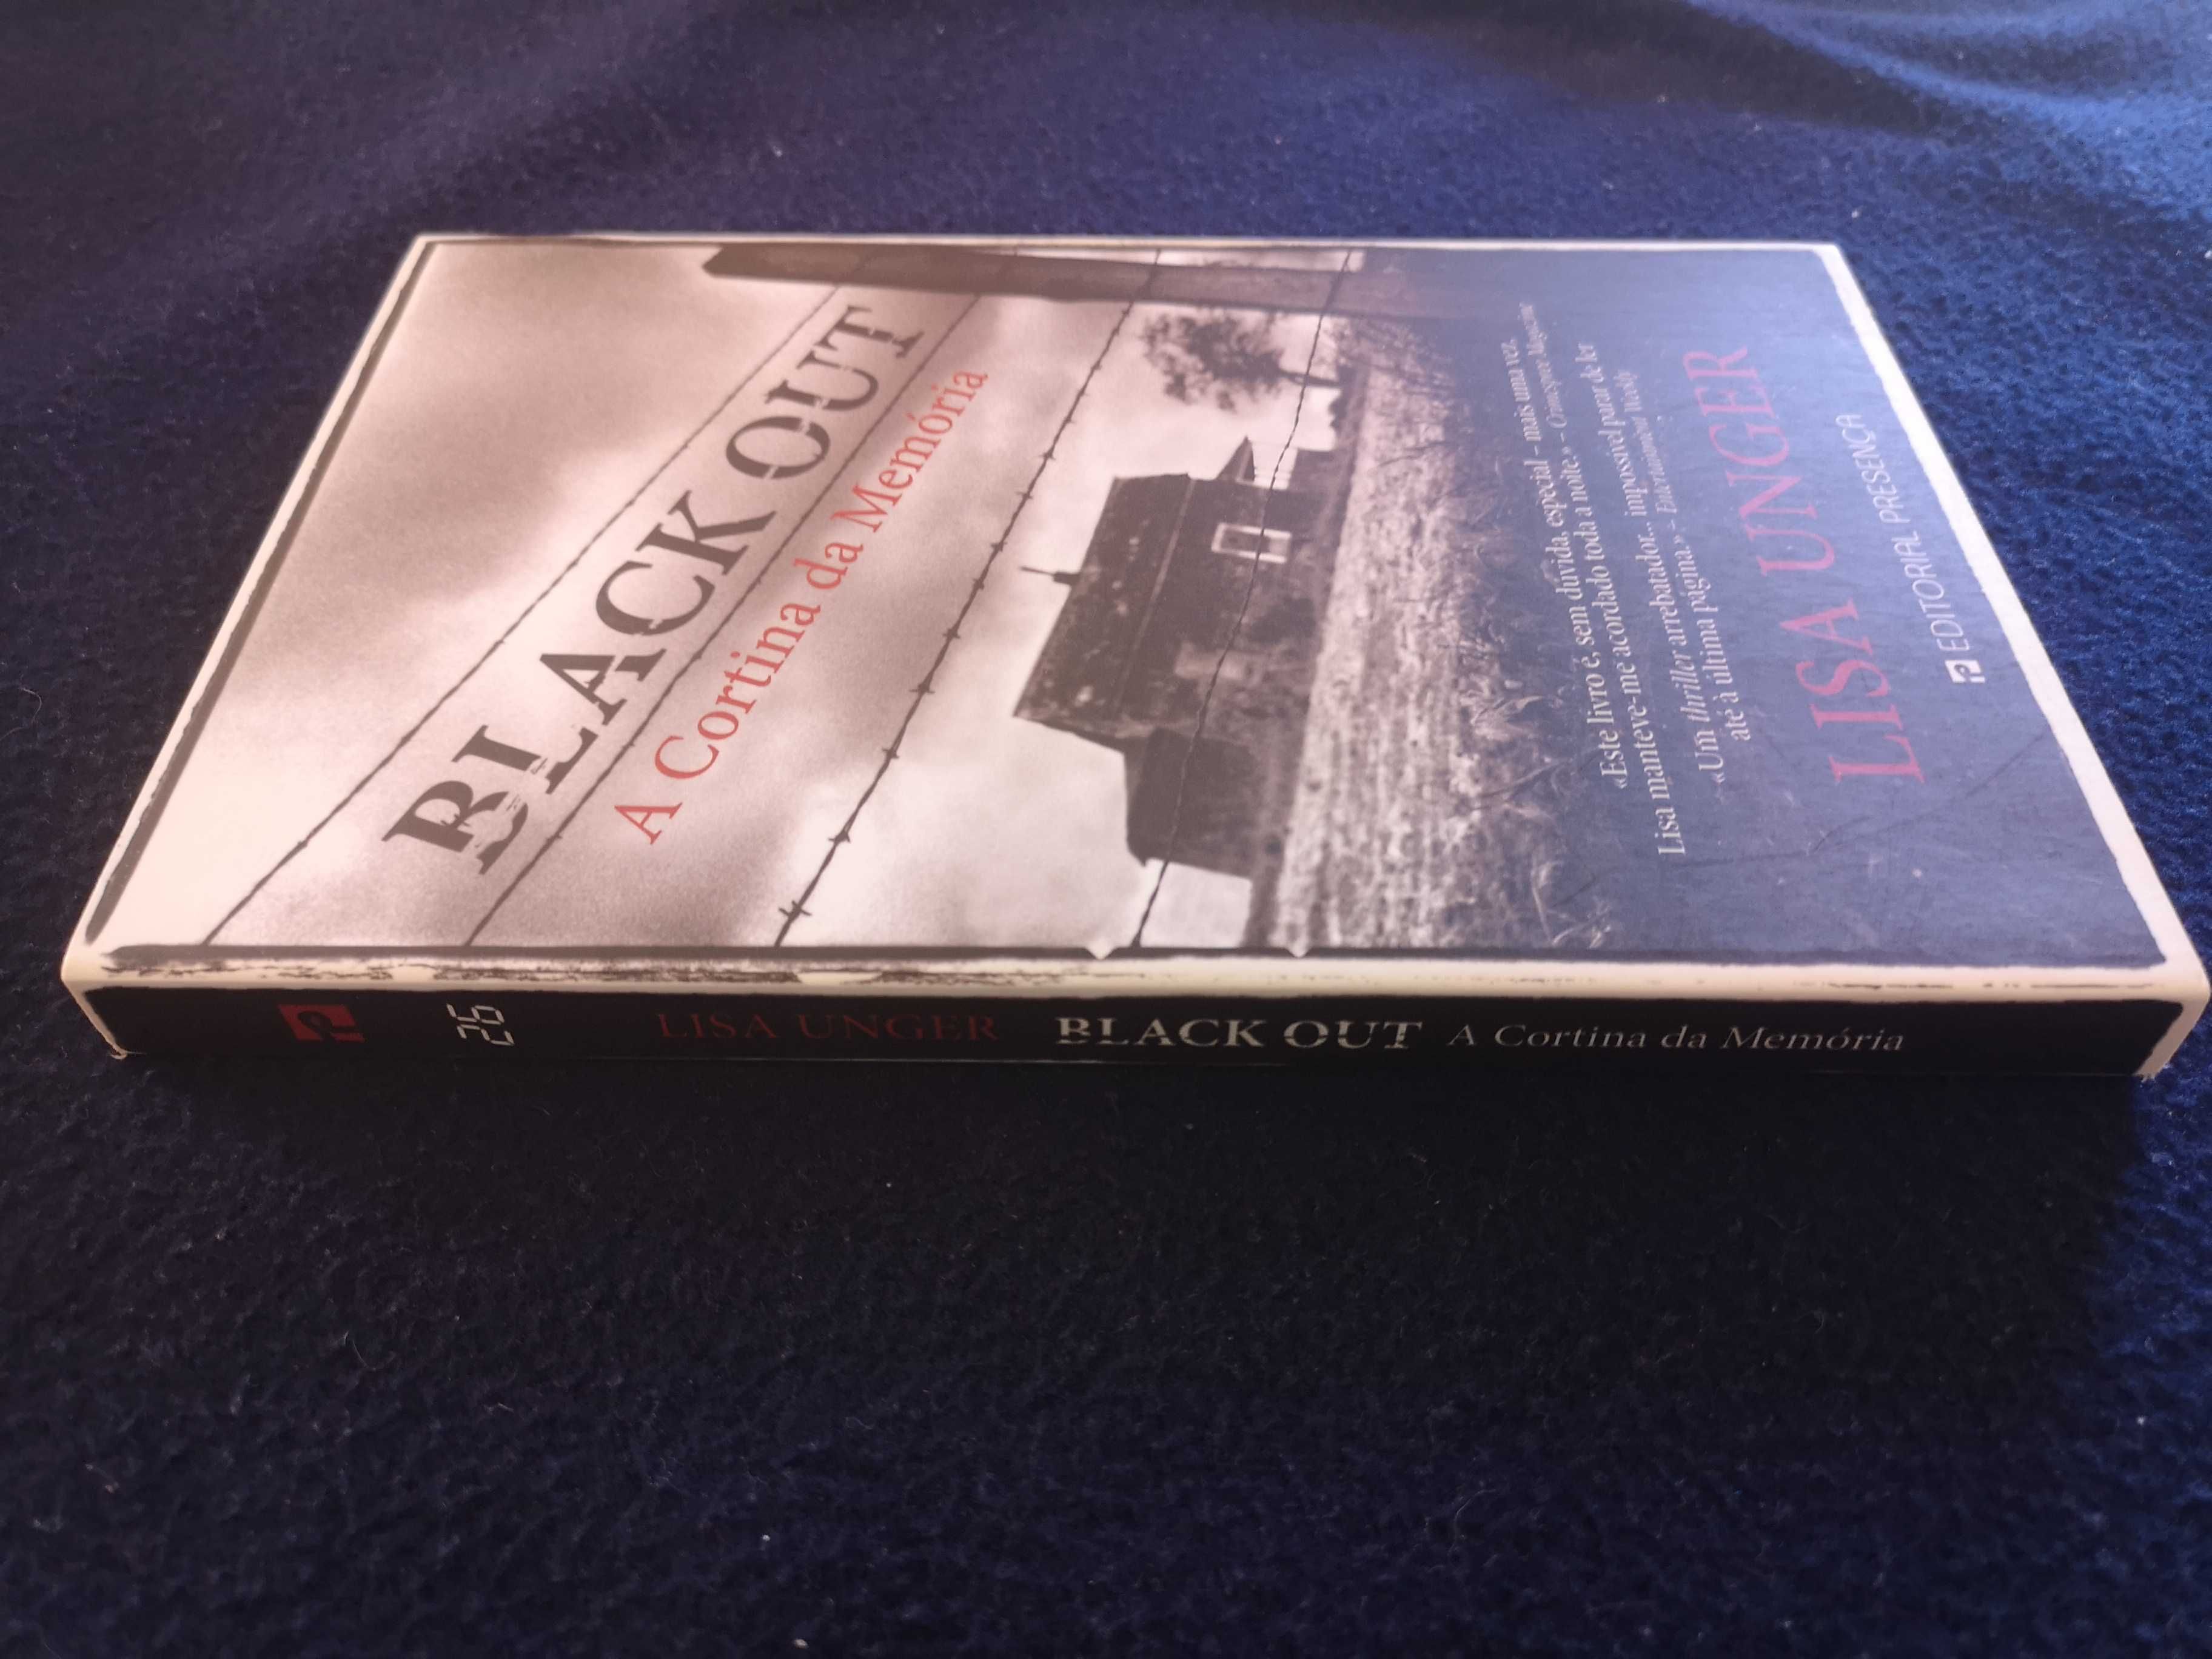 BLACK OUT
A Cortina da Memória
«Este livro é, sem dúvida, especial – mais uma vez,
Lisa manteve-me acordado toda a noite.» – Crimespree Magazine
«Um thriller arrebatador... impossível parar de ler
até à última página.» – Entertainment Weekly
LISA UNGER
EDITORIAL PRESENÇA
26 LISA UNGER BLACK OUT A Cortina da Memória